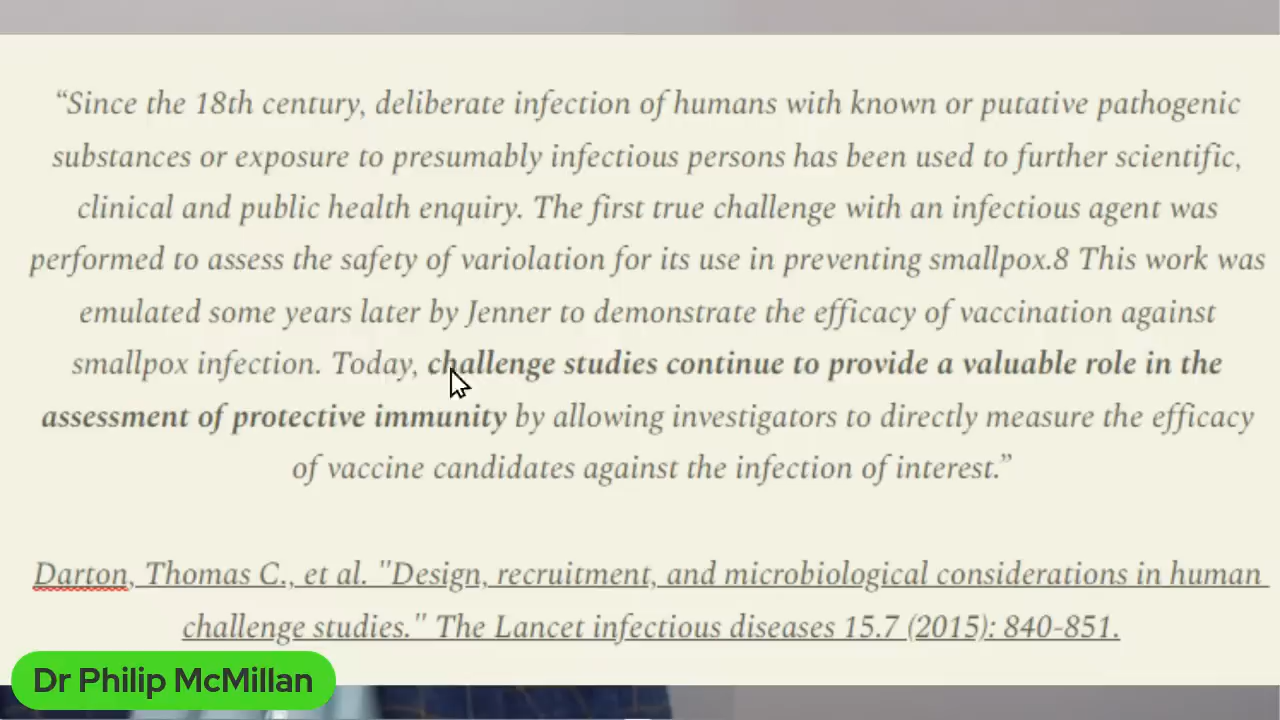 “Since the 18th century, deliberate infection of humans with known or putative pathogenic
substances or exposure to presumably infectious persons has been used to further scientific,
clinical and public health enquiry. The first true challenge with an infectious agent was
performed to assess the safety of variolation for its use in preventing smallpox.8 This work was
emulated some years later by Jenner to demonstrate the efficacy of vaccination against
smallpox infection. Today, challenge studies continue to provide a valuable role in the
assessment of protective immunity by allowing investigators to directly measure the efficacy
of vaccine candidates against the infection of interest.”
Darton, Thomas C., et al. "Design, recruitment, and microbiological considerations in human
challenge studies." The Lancet infectious diseases 15.7 (2015): 840-851.
Dr Philip McMillan